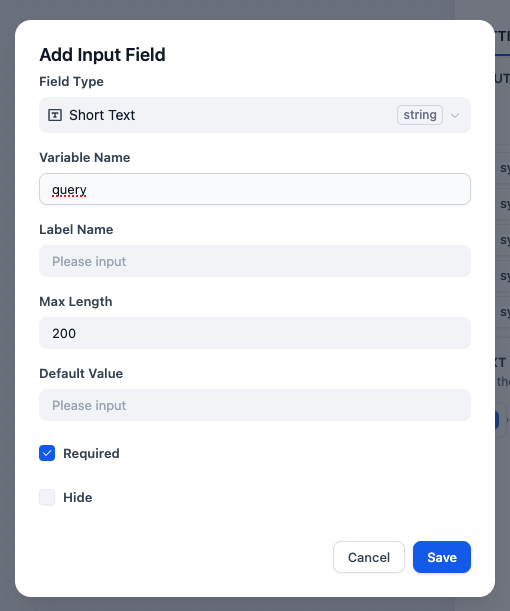 Add Input Field
Field Type
Short Text string
Variable Name
guery
Label Name
Please input
Max Length
200
Default Value
Please input
Required
Hide
Cancel Save